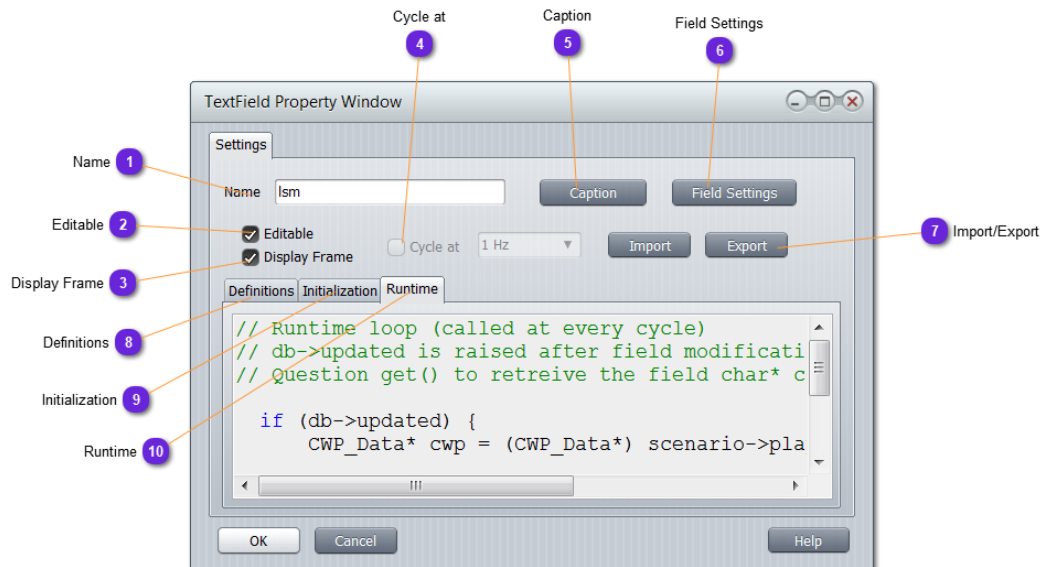 Cycle at
4
Caption
5
Field Settings
6
TextField Property Window
Settings
Name 1
Name lsm Caption Field Settings
Editable 2
Editable
Cycle at 1 Hz Import Export
7 Import/Export
Display Frame
Display Frame 3
Definitions Initialization Runtime
// Runtime loop (called at every cycle)
// db->updated is raised after field modificati
// Question get() to retreive the field char* c
if (db->updated) {
CWP_Data* cwp = (CWP_Data*) scenario->pla
Definitions 8
Initialization 9
Runtime 10
OK Cancel Help